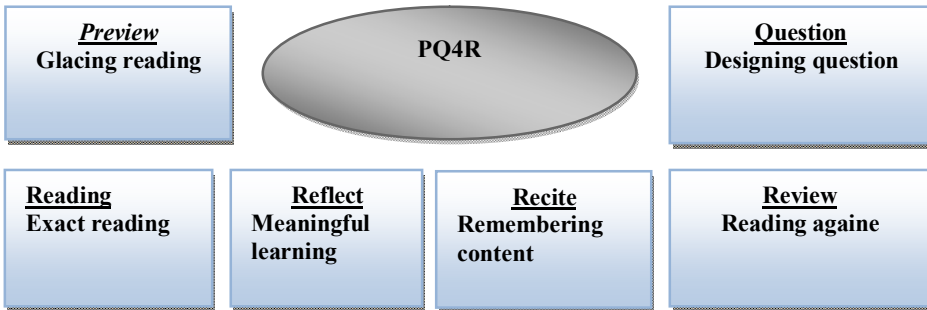 Preview
Glacing reading
PQ4R
Question
Designing question
Reading
Exact reading
Reflect
Meaningful
learning
Recite
Remembering
content
Review
Reading againe